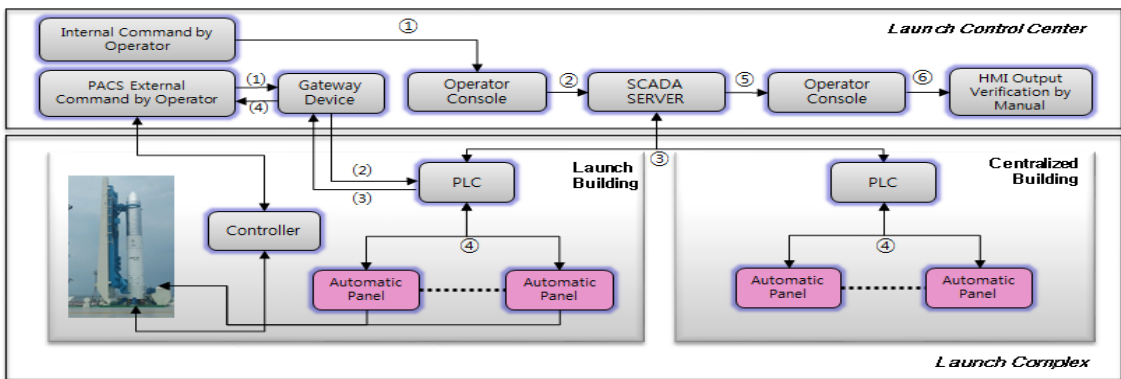 ①
Internal Command by
Operator
Launch Control Center
PACS External
Command by Operator
(1)
(4)
Gateway
Device
Operator
Console
②
SCADA
SERVER
⑤
Operator
Console
⑥
HMI Output
Verification by
Manual
(2)
(3)
PLC
Launch
Building
③
PLC
Centralized
Building
Controller
④
④
Automatic
Panel
Automatic
Panel
Automatic
Panel
Automatic
Panel
Launch Complex